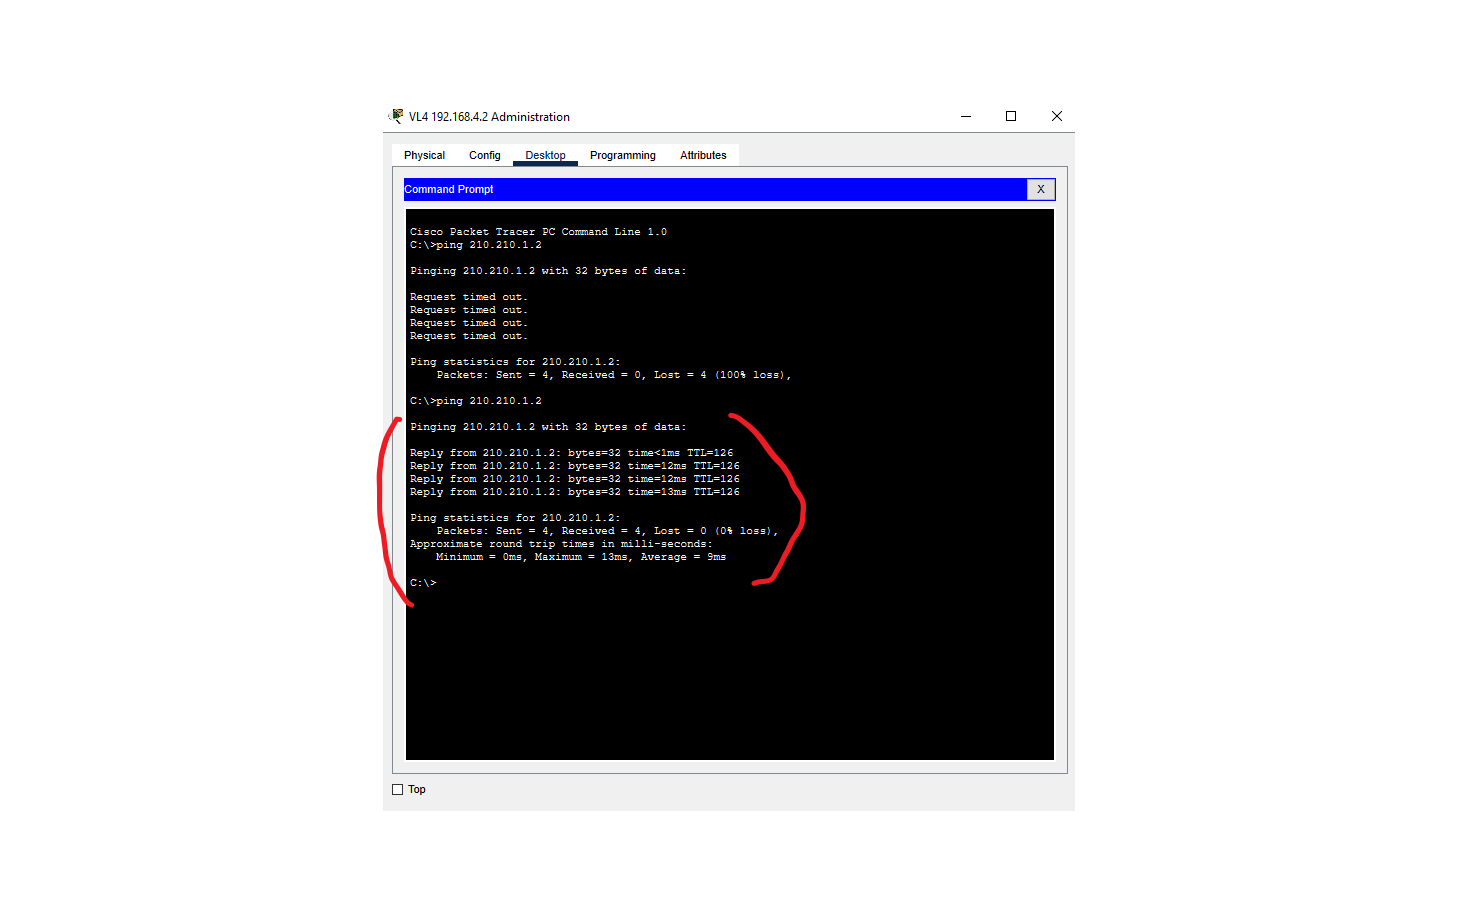 VL4 192.168.4.2 Administration
Physical Config Desktop Programming Attributes
Command Prompt X
Cisco Packet Tracer PC Command Line 1.0
C:\>ping 210.210.1.2
Pinging 210.210.1.2 with 32 bytes of data:
Request timed out.
Request timed out.
Request timed out.
Request timed out.
Ping statistics for 210.210.1.2:
Packets: Sent = 4, Received = 0, Lost = 4 (100% loss),
C:\>ping 210.210.1.2
Pinging 210.210.1.2 with 32 bytes of data:
Reply from 210.210.1.2: bytes=32 time<1ms TTL=126
Reply from 210.210.1.2: bytes=32 time=12ms TTL=126
Reply from 210.210.1.2: bytes=32 time=12ms TTL=126
Reply from 210.210.1.2: bytes=32 time=13ms TTL=126
Ping statistics for 210.210.1.2:
Packets: Sent = 4, Received = 4, Lost = 0 (0% loss),
Approximate round trip times in milli-seconds:
Minimum = 0ms, Maximum = 13ms, Average = 9ms
C:\>
Top